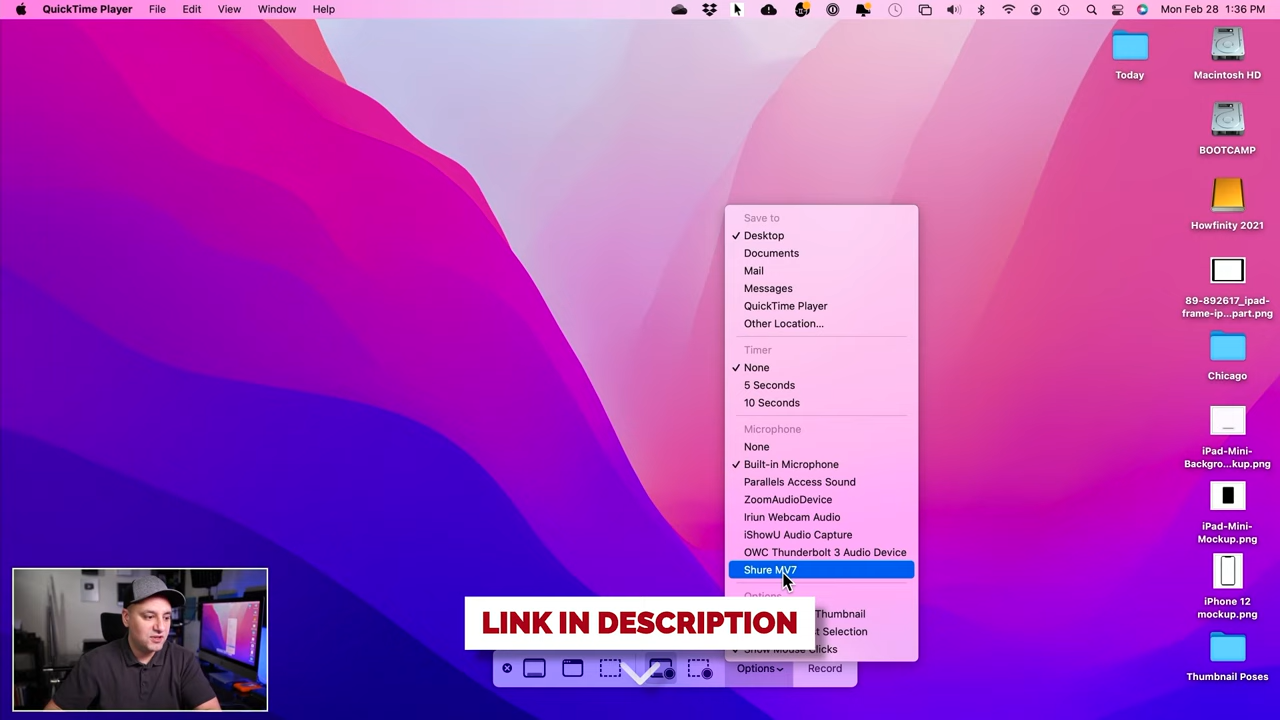 QuickTime Player File Edit View Window Help Mon Feb 28 1:36 PM
Today
Macintosh HD
BOOTCAMP
Howfinity 2021
89-892617_ipad-
frame-ip...part.png
Chicago
iPad-Mini-
Backgro...kup.png
iPad-Mini-
Mockup.png
iPhone 12
mockup.png
Thumbnail Poses
Save to
✓ Desktop
Documents
Mail
Messages
QuickTime Player
Other Location...
Timer
✓ None
5 Seconds
10 Seconds
Microphone
None
✓ Built-in Microphone
Parallels Access Sound
ZoomAudioDevice
Iriun Webcam Audio
iShowU Audio Capture
OWC Thunderbolt 3 Audio Device
Shure MV7
Options
Thumbnail
Selection
Show Mouse Clicks
LINK IN DESCRIPTION
Options Record